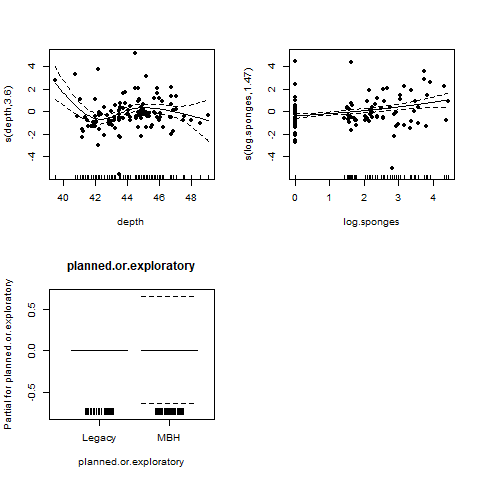 s(depth,3.6)
4
2
0
-2
-4
40 42 44 46 48
depth
s(log.sponges,1.47)
4
2
0
-2
-4
0 1 2 3 4
log.sponges
planned.or.exploratory
Partial for planned.or.exploratory
0.5
0.0
-0.5
Legacy MBH
planned.or.exploratory